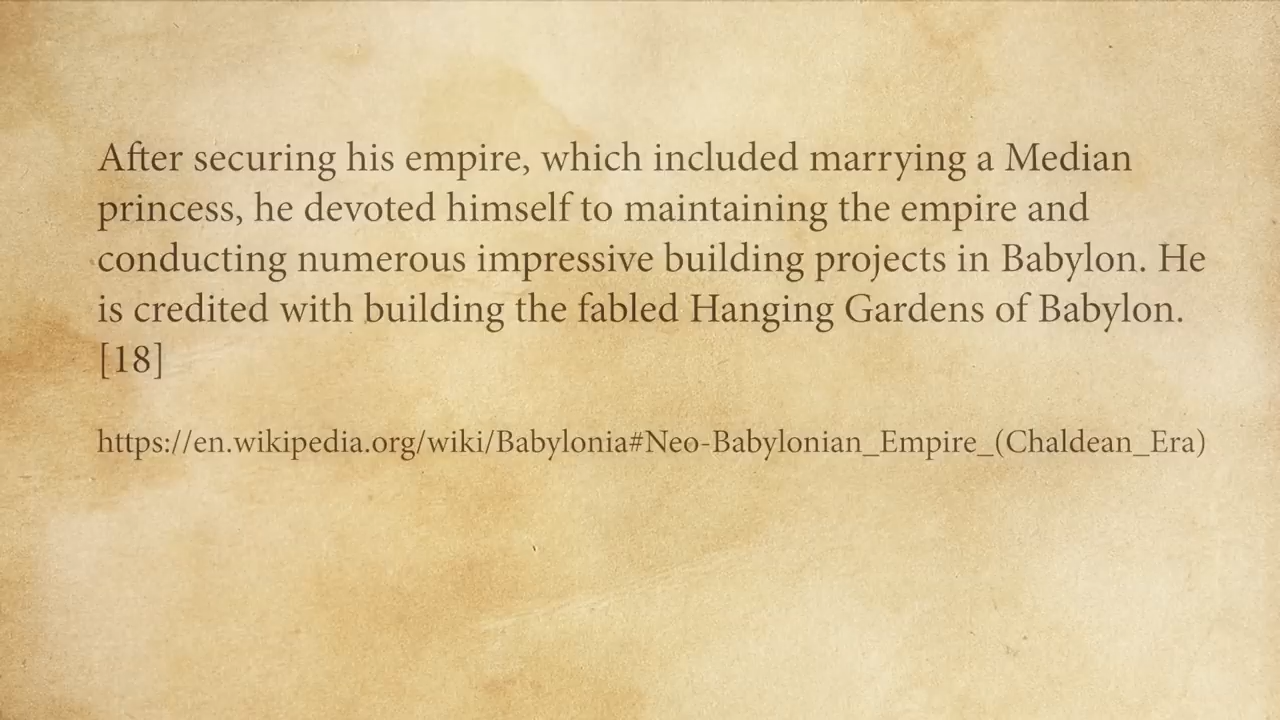 After securing his empire, which included marrying a Median
princess, he devoted himself to maintaining the empire and
conducting numerous impressive building projects in Babylon. He
is credited with building the fabled Hanging Gardens of Babylon.
[18]
https://en.wikipedia.org/wiki/Babylonia#Neo-Babylonian_Empire_(Chaldean_Era)